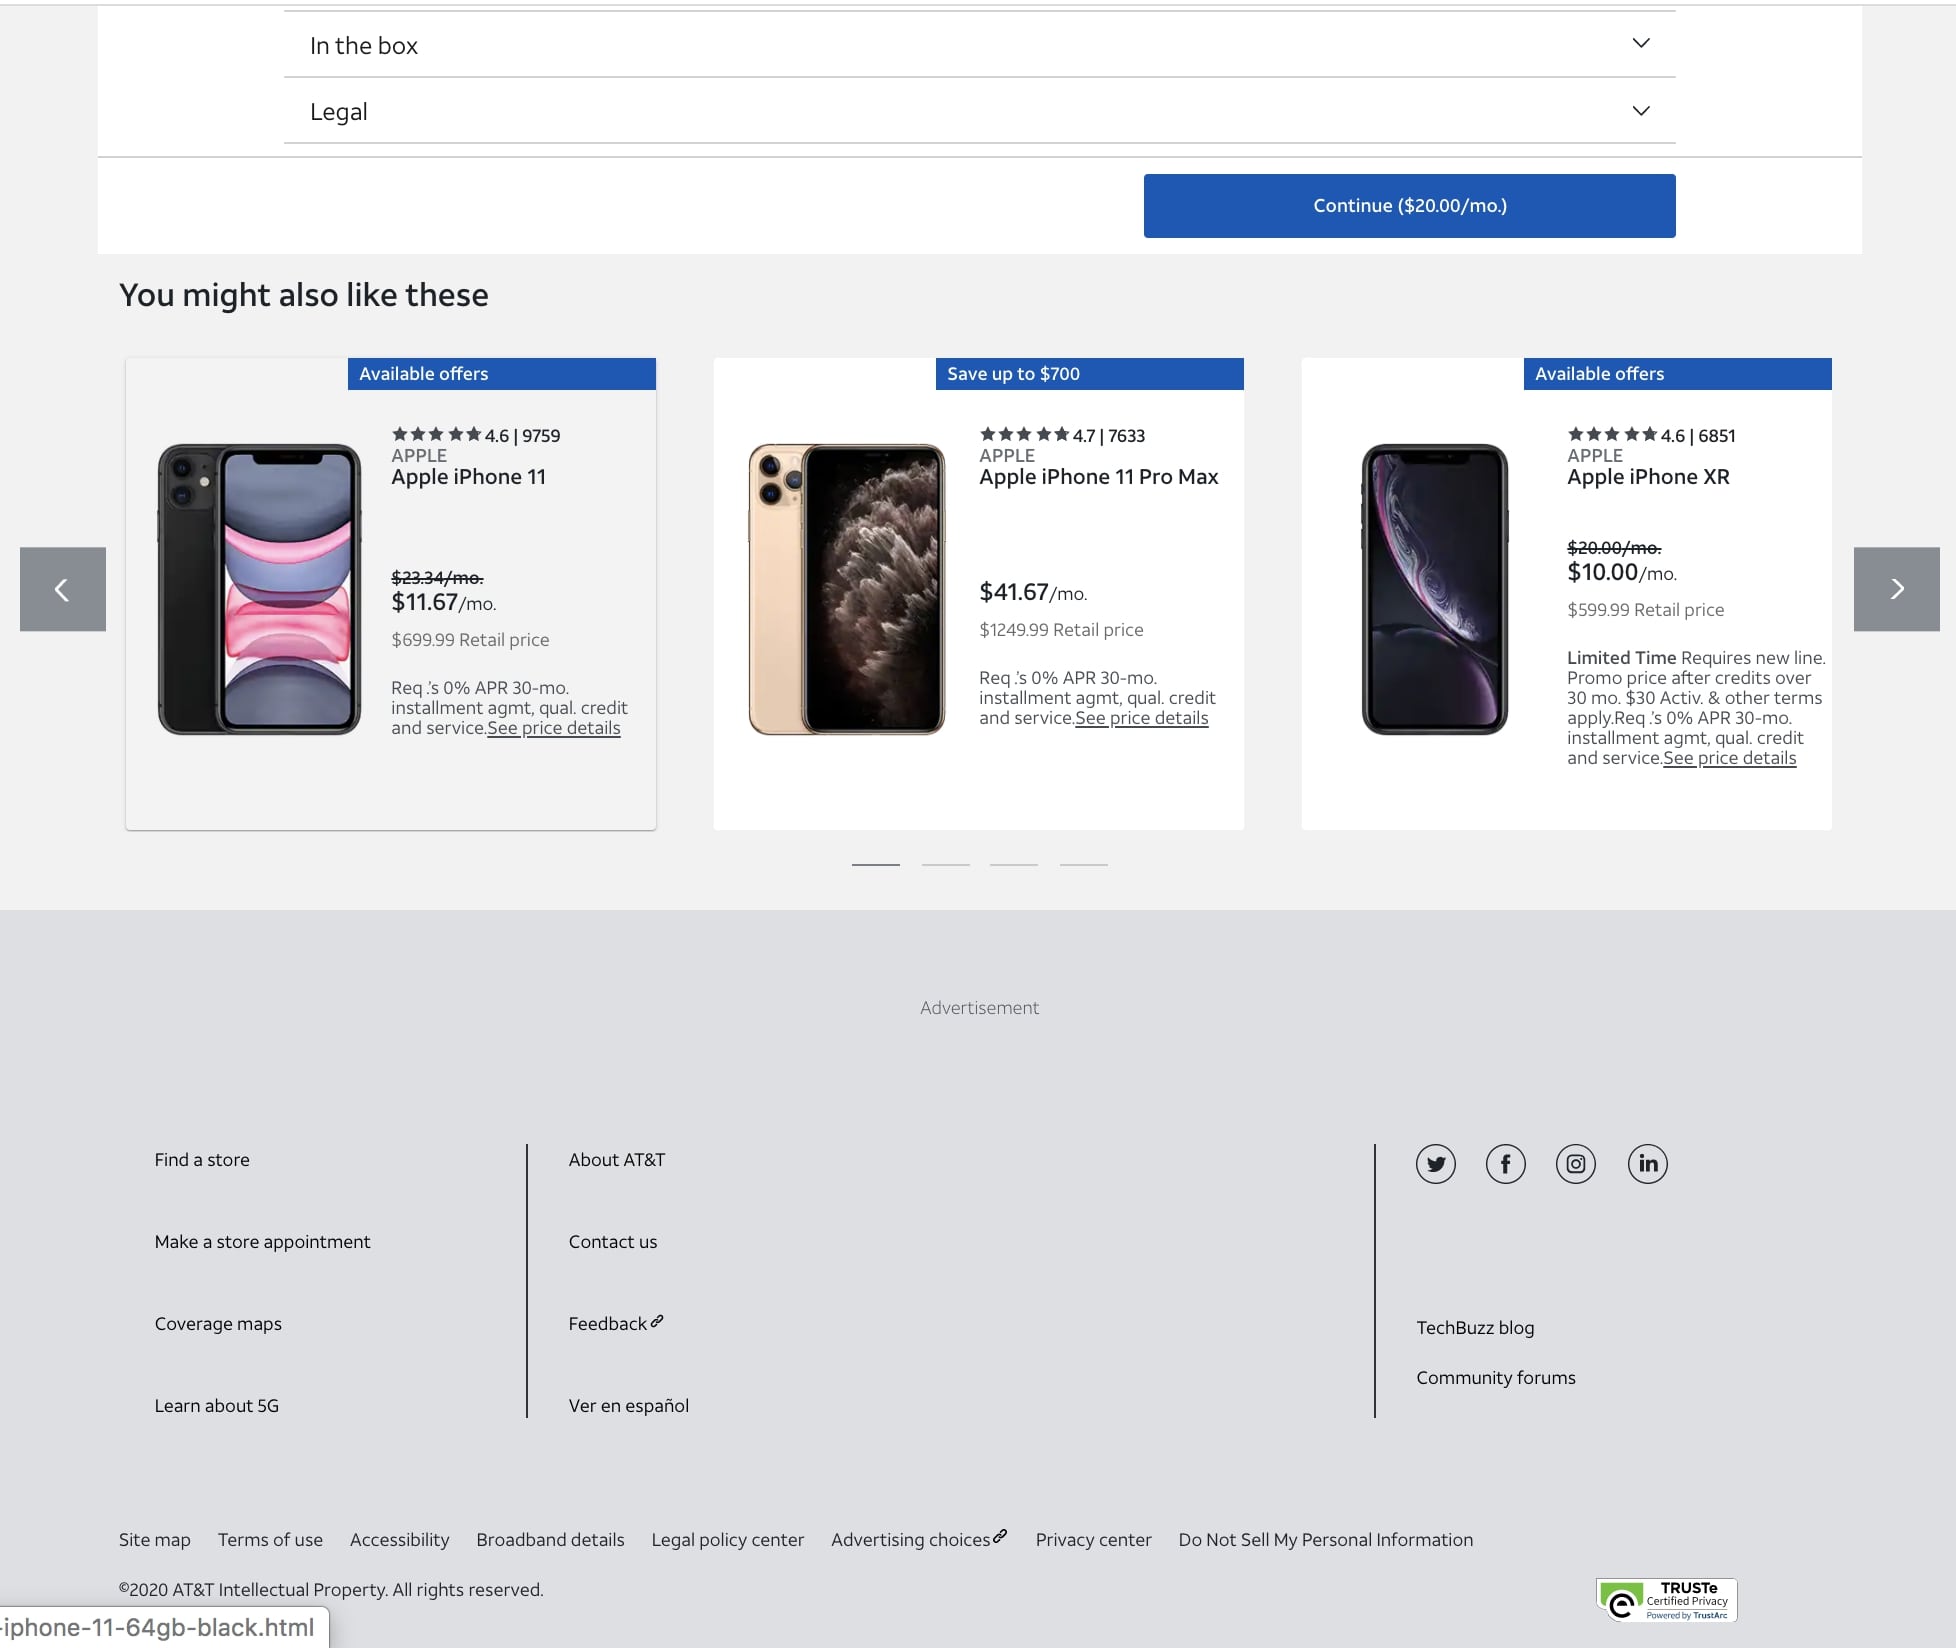 In the box
Legal
Continue ($20.00/mo.)
You might also like these
Available offers
4.6 | 9759
APPLE
Apple iPhone 11
$23.34/mo.
$11.67/mo.
$699.99 Retail price
Req .'s 0% APR 30-mo.
installment agmt, qual. credit
and service.See price details
Save up to $700
4.7 | 7633
APPLE
Apple iPhone 11 Pro Max
$41.67/mo.
$1249.99 Retail price
Req .'s 0% APR 30-mo.
installment agmt, qual. credit
and service.See price details
Available offers
4.6 | 6851
APPLE
Apple iPhone XR
$20.00/mo.
$10.00/mo.
$599.99 Retail price
Limited Time Requires new line.
Promo price after credits over
30 mo. $30 Activ. & other terms
apply.Req .'s 0% APR 30-mo.
installment agmt, qual. credit
and service.See price details
Advertisement
Find a store
Make a store appointment
Coverage maps
Learn about 5G
About AT&T
Contact us
Feedback
Ver en español
TechBuzz blog
Community forums
Site map Terms of use Accessibility Broadband details Legal policy center Advertising choices Privacy center Do Not Sell My Personal Information
©2020 AT&T Intellectual Property. All rights reserved.
TRUSTe
Certified Privacy
Powered by TrustArc
-iphone-11-64gb-black.html